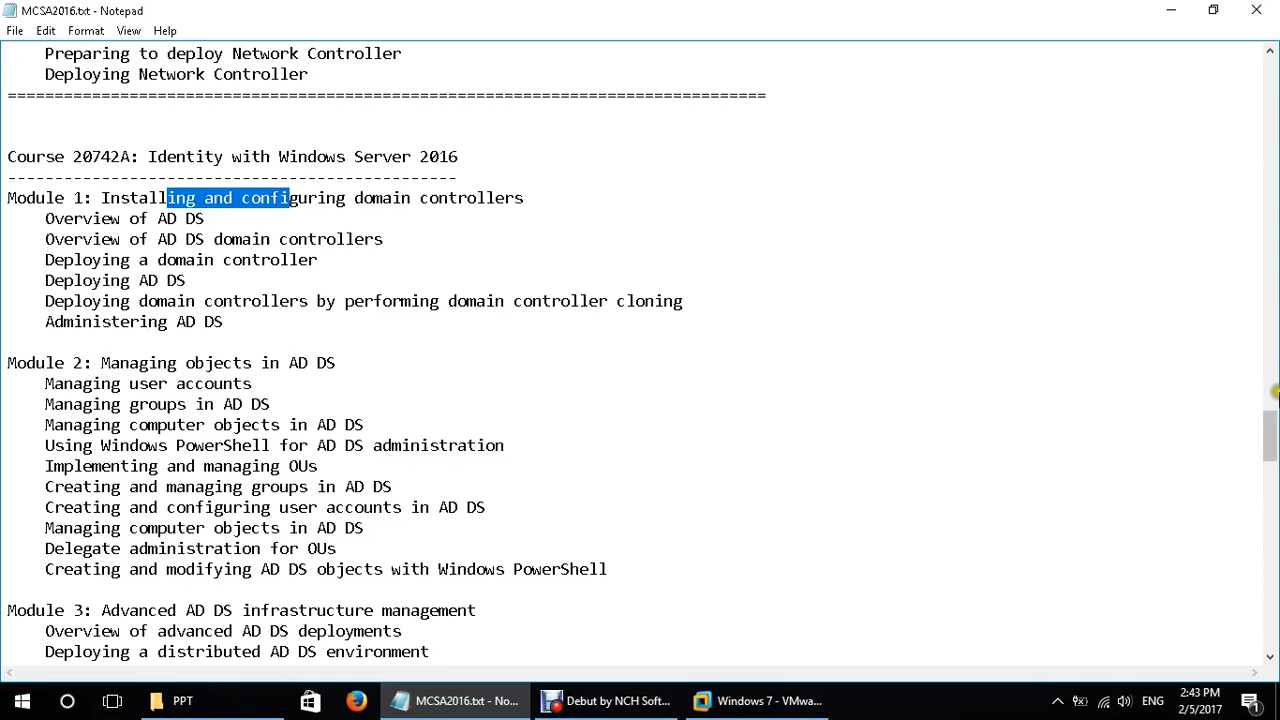 MCSA2016.txt - Notepad
File Edit Format View Help
Preparing to deploy Network Controller
Deploying Network Controller
=================================================================================
Course 20742A: Identity with Windows Server 2016
------------------------------------------------
Module 1: Installing and configuring domain controllers
Overview of AD DS
Overview of AD DS domain controllers
Deploying a domain controller
Deploying AD DS
Deploying domain controllers by performing domain controller cloning
Administering AD DS
Module 2: Managing objects in AD DS
Managing user accounts
Managing groups in AD DS
Managing computer objects in AD DS
Using Windows PowerShell for AD DS administration
Implementing and managing OUs
Creating and managing groups in AD DS
Creating and configuring user accounts in AD DS
Managing computer objects in AD DS
Delegate administration for OUs
Creating and modifying AD DS objects with Windows PowerShell
Module 3: Advanced AD DS infrastructure management
Overview of advanced AD DS deployments
Deploying a distributed AD DS environment
PPT MCSA2016.txt - No... Debut by NCH Soft... Windows 7 - VMwa... ENG 2:43 PM
2/5/2017 1